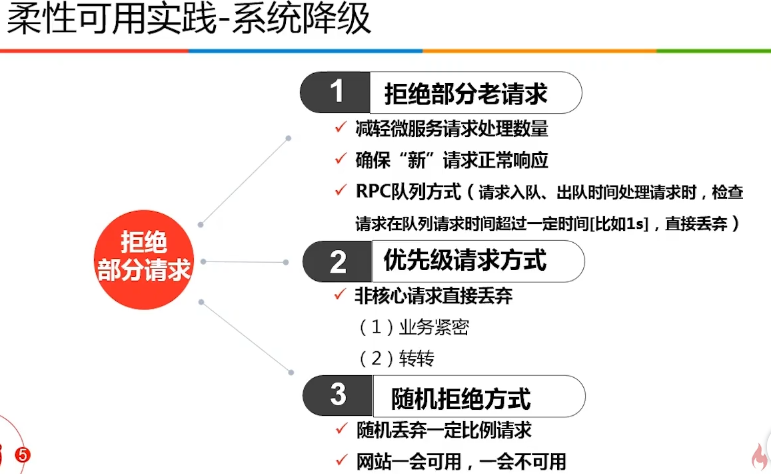 柔性可用实践-系统降级
1 拒绝部分老请求
减轻微服务请求处理数量
确保“新”请求正常响应
RPC队列方式（请求入队、出队时间处理请求时，检查
请求在队列请求时间超过一定时间[比如1s]，直接丢弃）
拒绝
部分请求
2 优先级请求方式
非核心请求直接丢弃
（1）业务紧密
（2）转转
3 随机拒绝方式
随机丢弃一定比例请求
网站一会可用，一会不可用
5